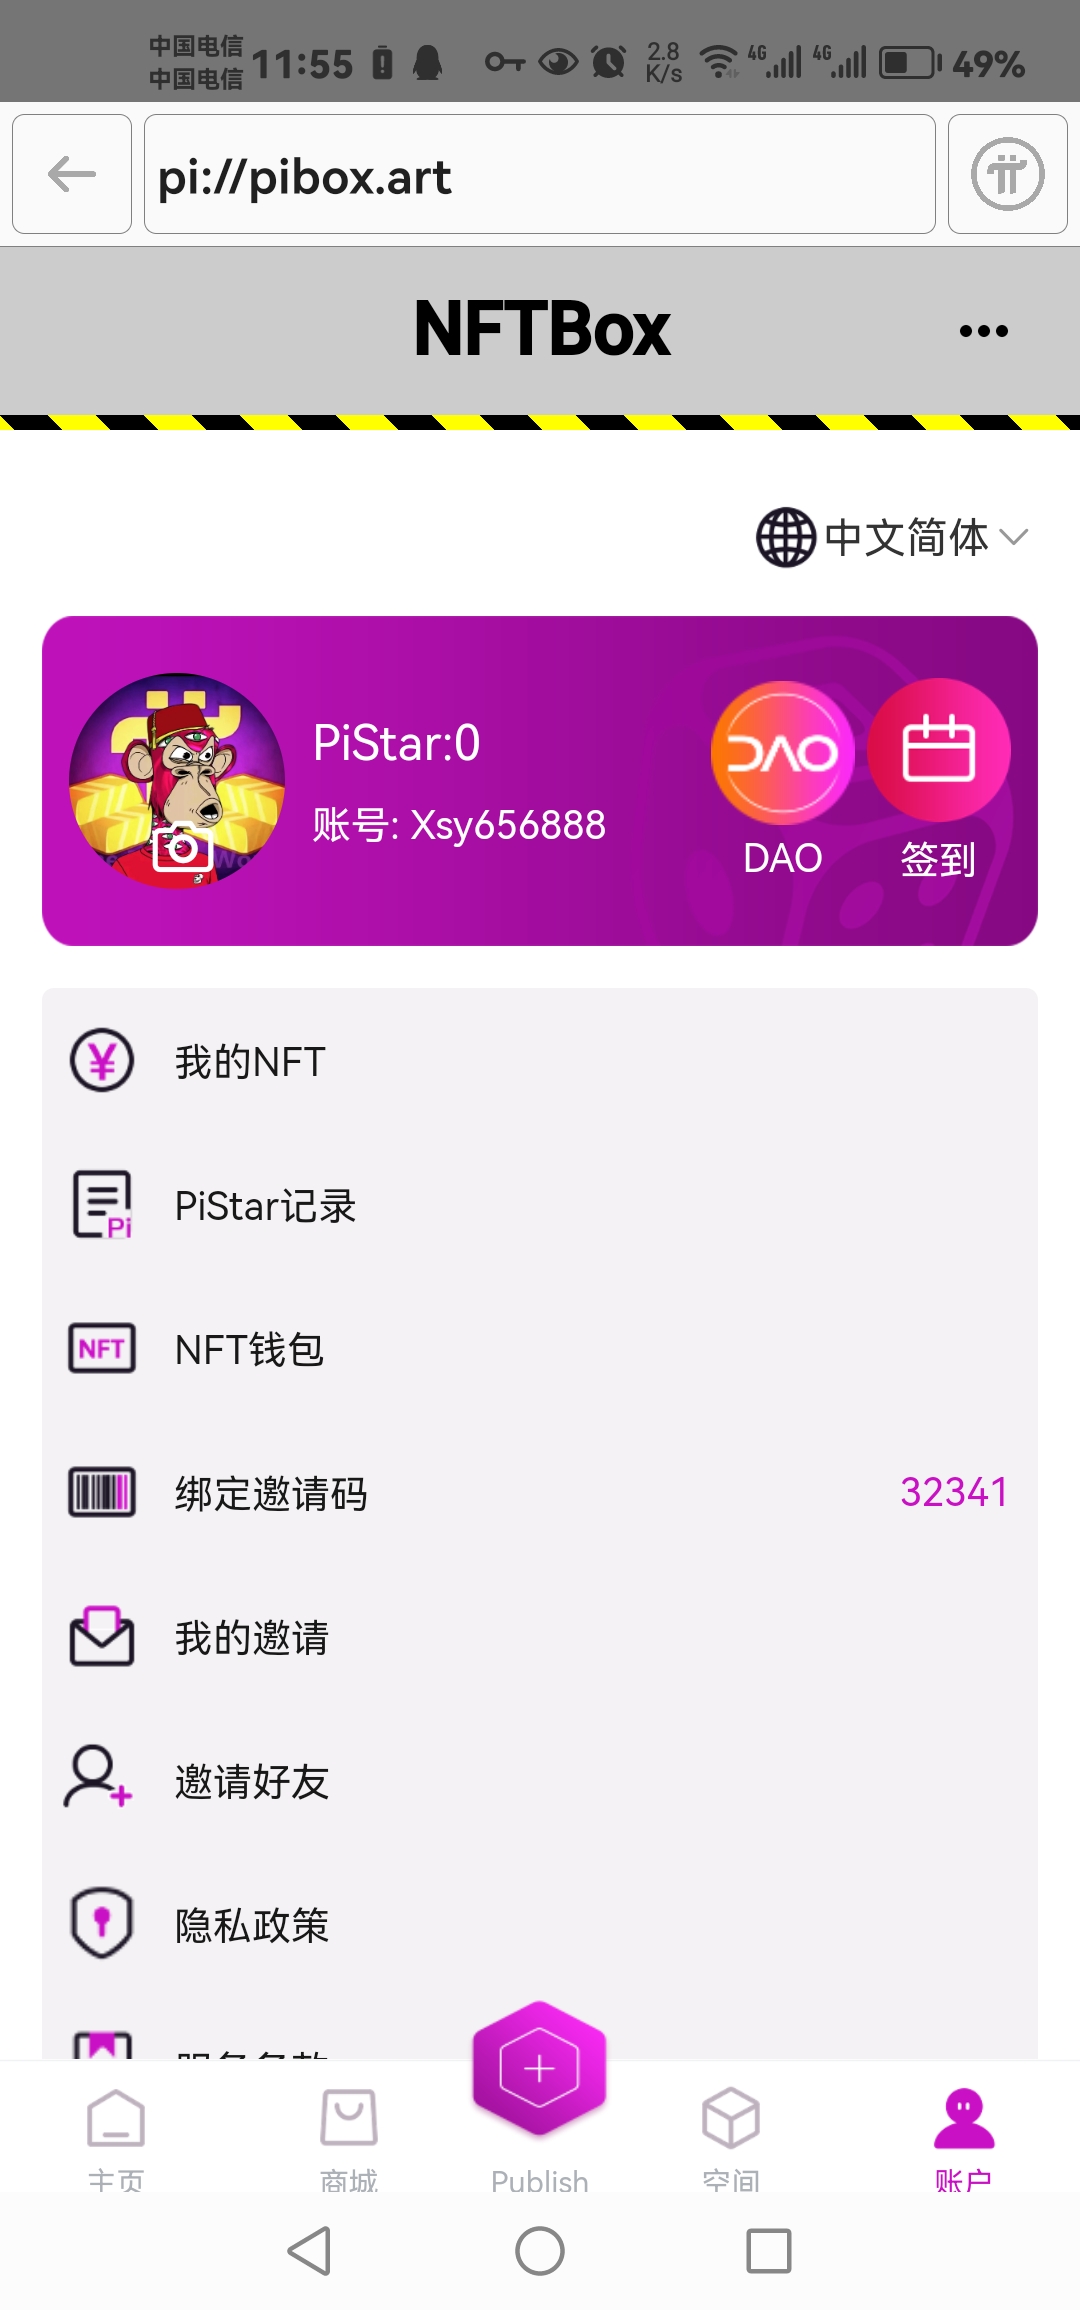 中国电信
中国电信
11:55
2.8
K/s
4G
4G
49%
pi://pibox.art
NFTBox
中文简体
PiStar:0
账号: Xsy656888
DAO
DAO
签到
我的NFT
Pi
PiStar记录
NFT
NFT钱包
绑定邀请码
32341
我的邀请
邀请好友
隐私政策
主页
商城
Publish
空间
账户